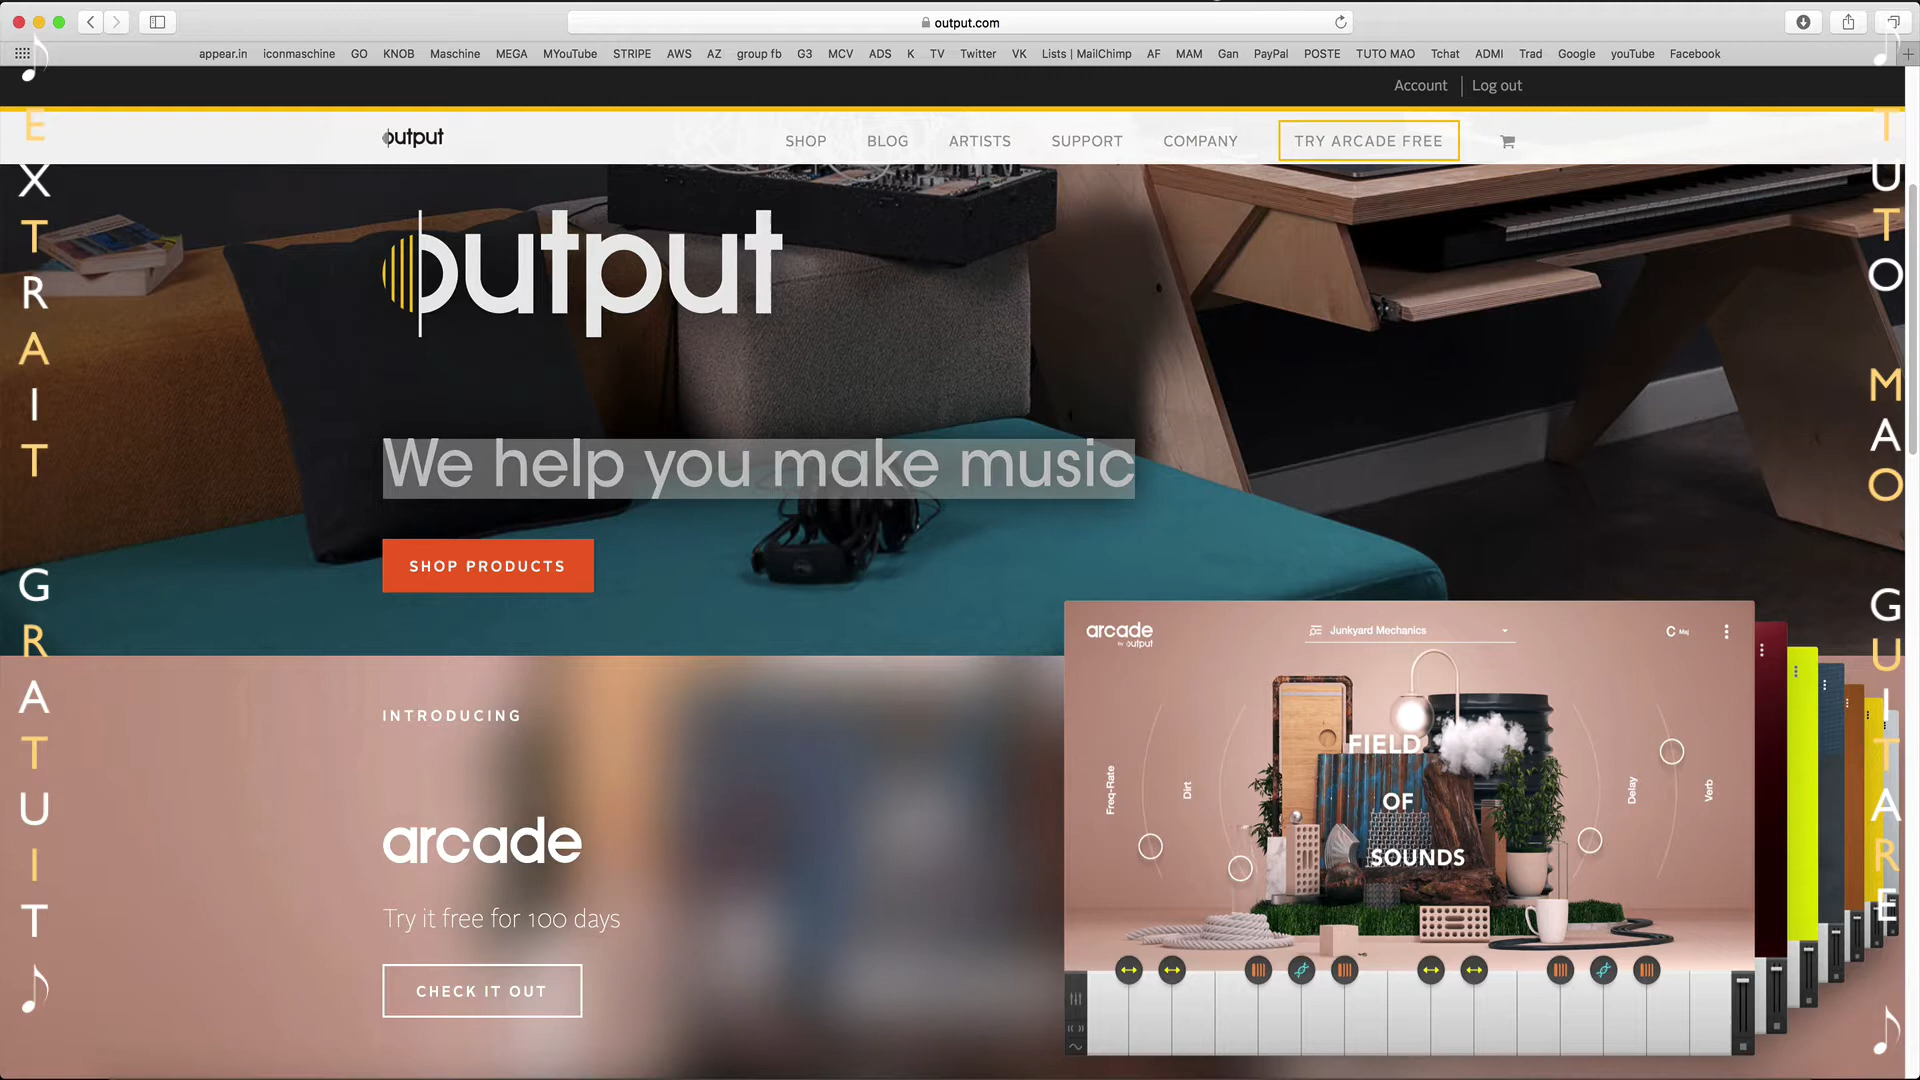 output.com
appear.in iconmaschine GO KNOB Maschine MEGA MYouTube STRIPE AWS AZ group fb G3 MCV ADS K TV Twitter VK Lists | MailChimp AF MAM Gan PayPal POSTE TUTO MAO Tchat ADMI Trad Google youTube Facebook
Account Log out
output SHOP BLOG ARTISTS SUPPORT COMPANY TRY ARCADE FREE
EXTRAIT GRATUIT
TUTO MAO GUITARE
output
We help you make music
SHOP PRODUCTS
INTRODUCING
arcade
Try it free for 100 days
CHECK IT OUT
arcade
by output
Junkyard Mechanics
C Maj
FIELD
OF
SOUNDS
Freq-Rate
Dirt
Delay
Verb